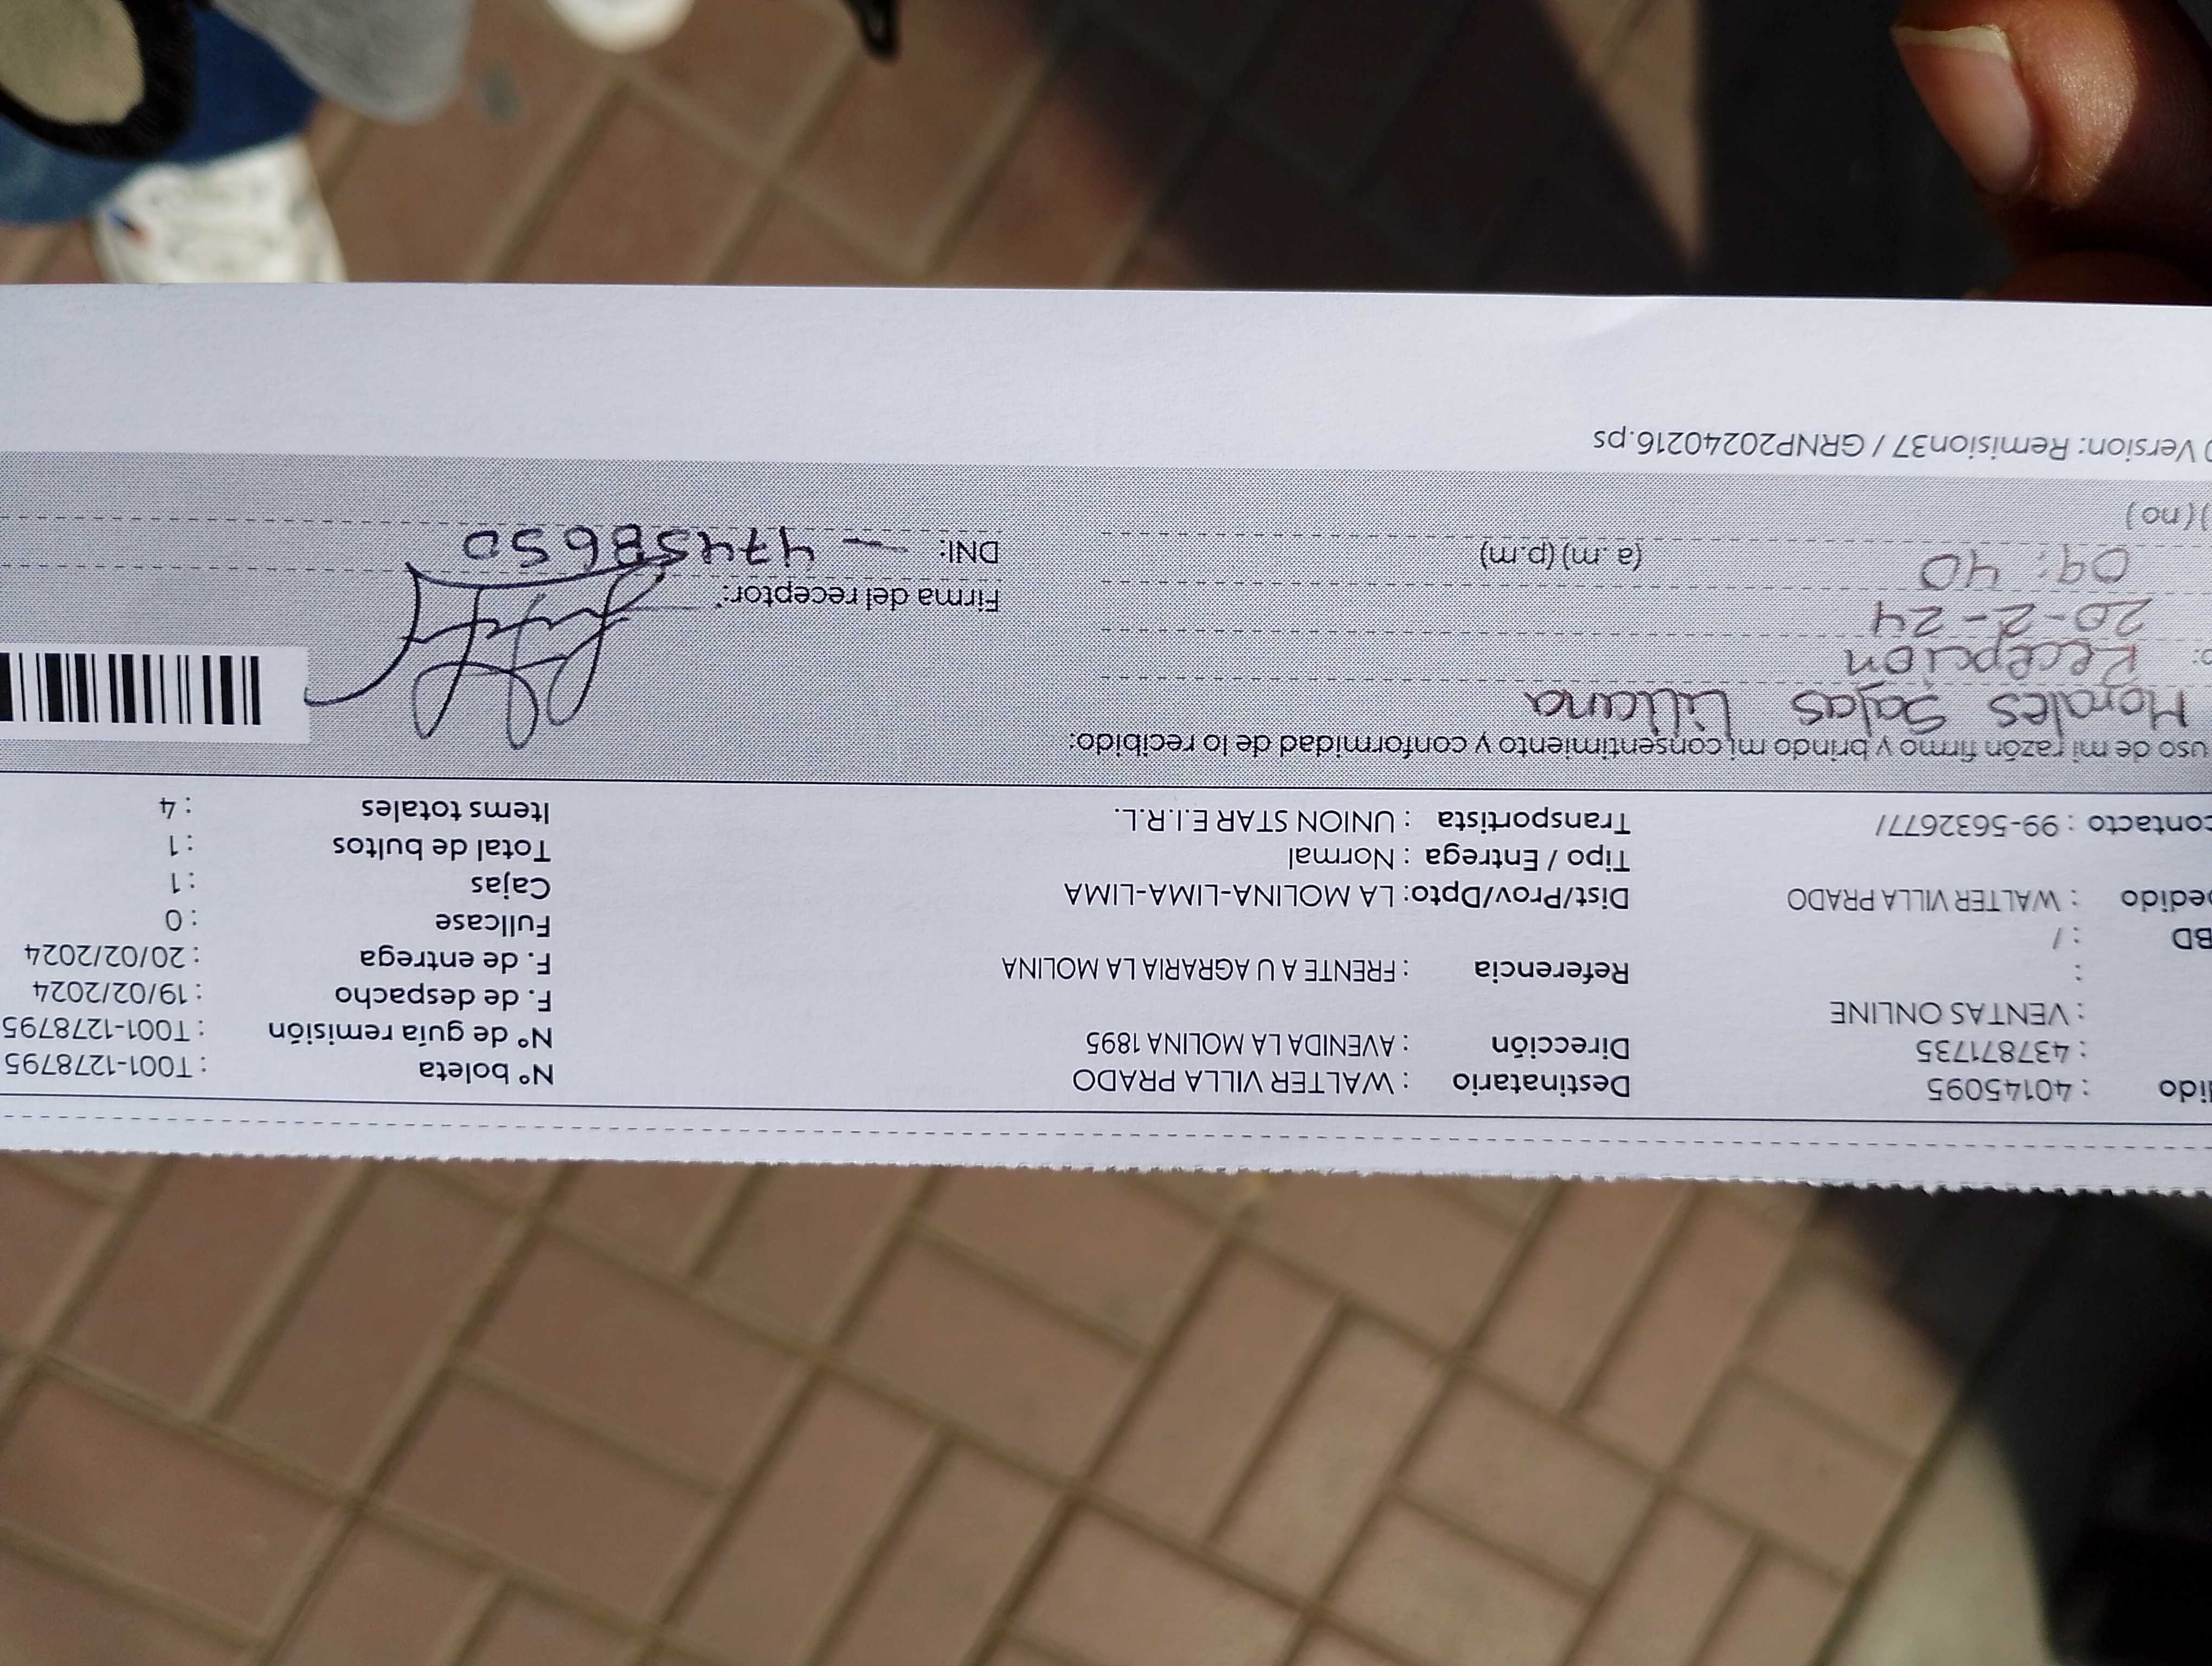 dido : 40145095 Destinatario : WALTER VILLA PRADO Nº boleta : T001-1278795
: 437871735 Dirección : AVENIDA LA MOLINA 1895 Nº de guía remisión : T001-1278795
: VENTAS ONLINE F. de despacho : 19/02/2024
: Referencia : FRENTE A U AGRARIA LA MOLINA F. de entrega : 20/02/2024
BD : / Fullcase : 0
pedido : WALTER VILLA PRADO Dist/Prov/Dpto: LA MOLINA-LIMA-LIMA Cajas : 1
Tipo / Entrega : Normal Total de bultos : 1
contacto : 99-5632677/ Transportista : UNION STAR E.I.R.L. Items totales : 4
uso de mi razón firmo y brindo mi consentimiento y conformidad de lo recibido:
Morales Salas Liliana
o: Recepcion
20-2-24 Firma del receptor:
09:40 (a .m) (p.m) DNI: - 47458650
) (no)
Version: Remision37 / GRNP20240216.ps